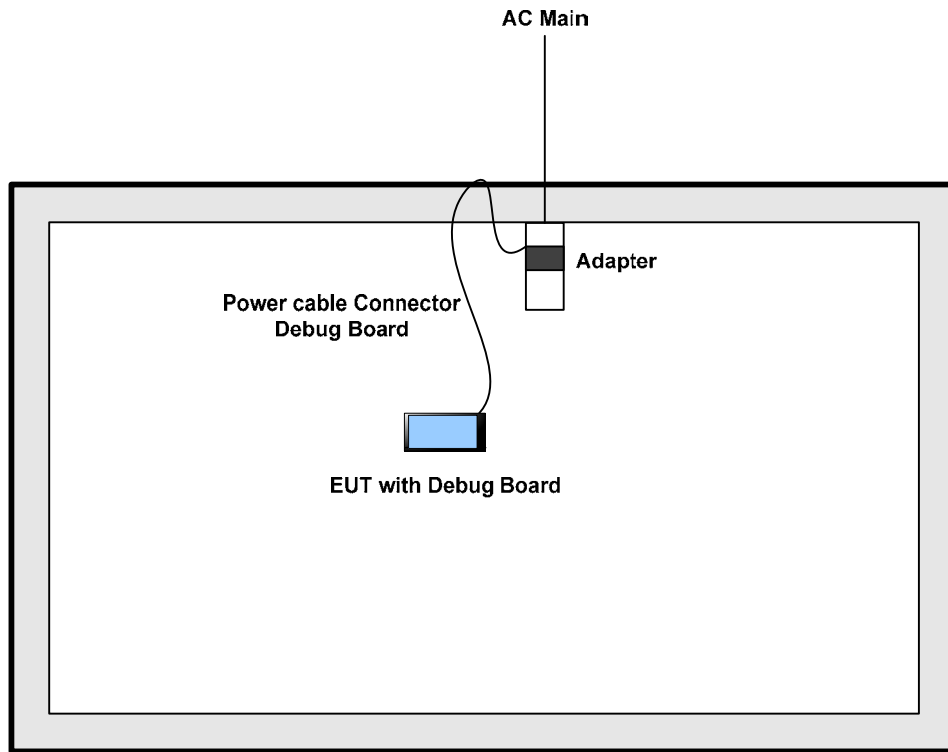 AC Main
Adapter
Power cable Connector
Debug Board
EUT with Debug Board